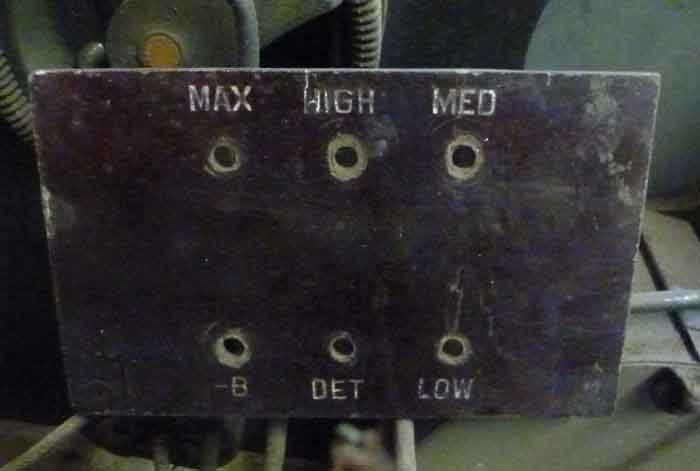 MAX HIGH MED
-B DET LOW